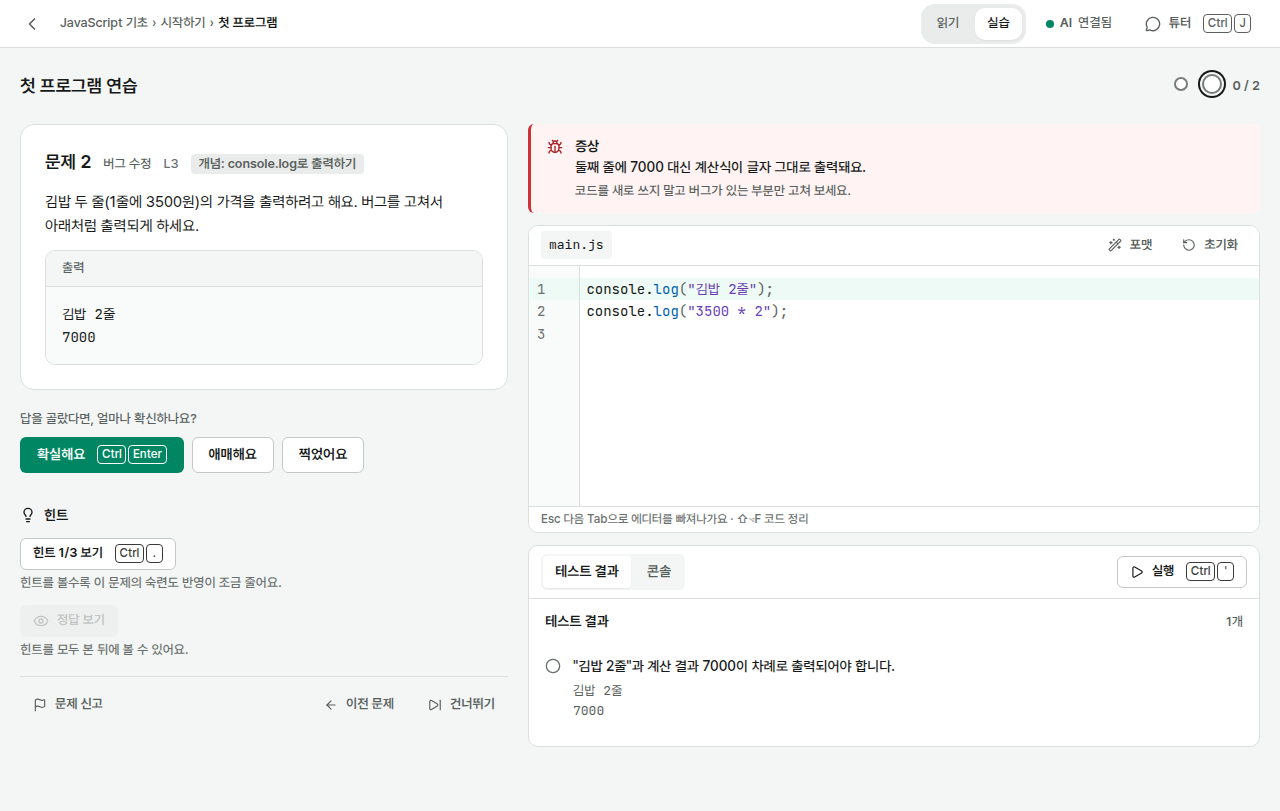 JavaScript 기초 › 시작하기 › 첫 프로그램
읽기 실습
AI 연결됨
튜터 Ctrl J
첫 프로그램 연습
0 / 2
문제 2 버그 수정 L3 개념: console.log로 출력하기
김밥 두 줄(1줄에 3500원)의 가격을 출력하려고 해요. 버그를 고쳐서
아래처럼 출력되게 하세요.
출력
김밥 2줄
7000
답을 골랐다면, 얼마나 확신하나요?
확실해요 Ctrl Enter 애매해요 찍었어요
힌트
힌트 1/3 보기 Ctrl .
힌트를 볼수록 이 문제의 숙련도 반영이 조금 줄어요.
정답 보기
힌트를 모두 본 뒤에 볼 수 있어요.
문제 신고 이전 문제 건너뛰기
증상
둘째 줄에 7000 대신 계산식이 글자 그대로 출력돼요.
코드를 새로 쓰지 말고 버그가 있는 부분만 고쳐 보세요.
main.js 포맷 초기화
1 console.log("김밥 2줄");
2 console.log("3500 * 2");
3
Esc 다음 Tab으로 에디터를 빠져나가요 · ⇧⌥F 코드 정리
테스트 결과 콘솔 실행 Ctrl '
테스트 결과 1개
"김밥 2줄"과 계산 결과 7000이 차례로 출력되어야 합니다.
김밥 2줄
7000